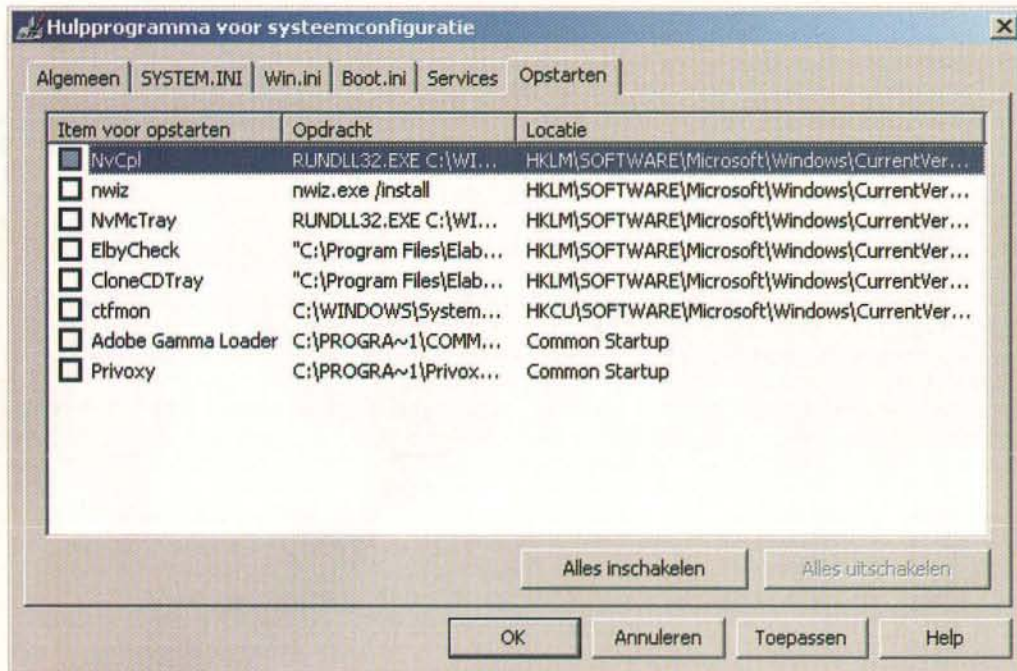 Hulpprogramma voor systeemconfiguratie
Algemeen SYSTEM.INI Win.ini Boot.ini Services Opstarten
Item voor opstarten Opdracht Locatie
NvCpl RUNDLL32.EXE C:\WI... HKLM\SOFTWARE\Microsoft\Windows\CurrentVer...
nwiz nwiz.exe /install HKLM\SOFTWARE\Microsoft\Windows\CurrentVer...
NvMcTray RUNDLL32.EXE C:\WI... HKLM\SOFTWARE\Microsoft\Windows\CurrentVer...
ElbyCheck "C:\Program Files\Elab... HKLM\SOFTWARE\Microsoft\Windows\CurrentVer...
CloneCDTray "C:\Program Files\Elab... HKLM\SOFTWARE\Microsoft\Windows\CurrentVer...
ctfmon C:\WINDOWS\System... HKCU\SOFTWARE\Microsoft\Windows\CurrentVer...
Adobe Gamma Loader C:\PROGRA~1\COMM... Common Startup
Privoxy C:\PROGRA~1\Privox... Common Startup
Alles inschakelen Alles uitschakelen
OK Annuleren Toepassen Help